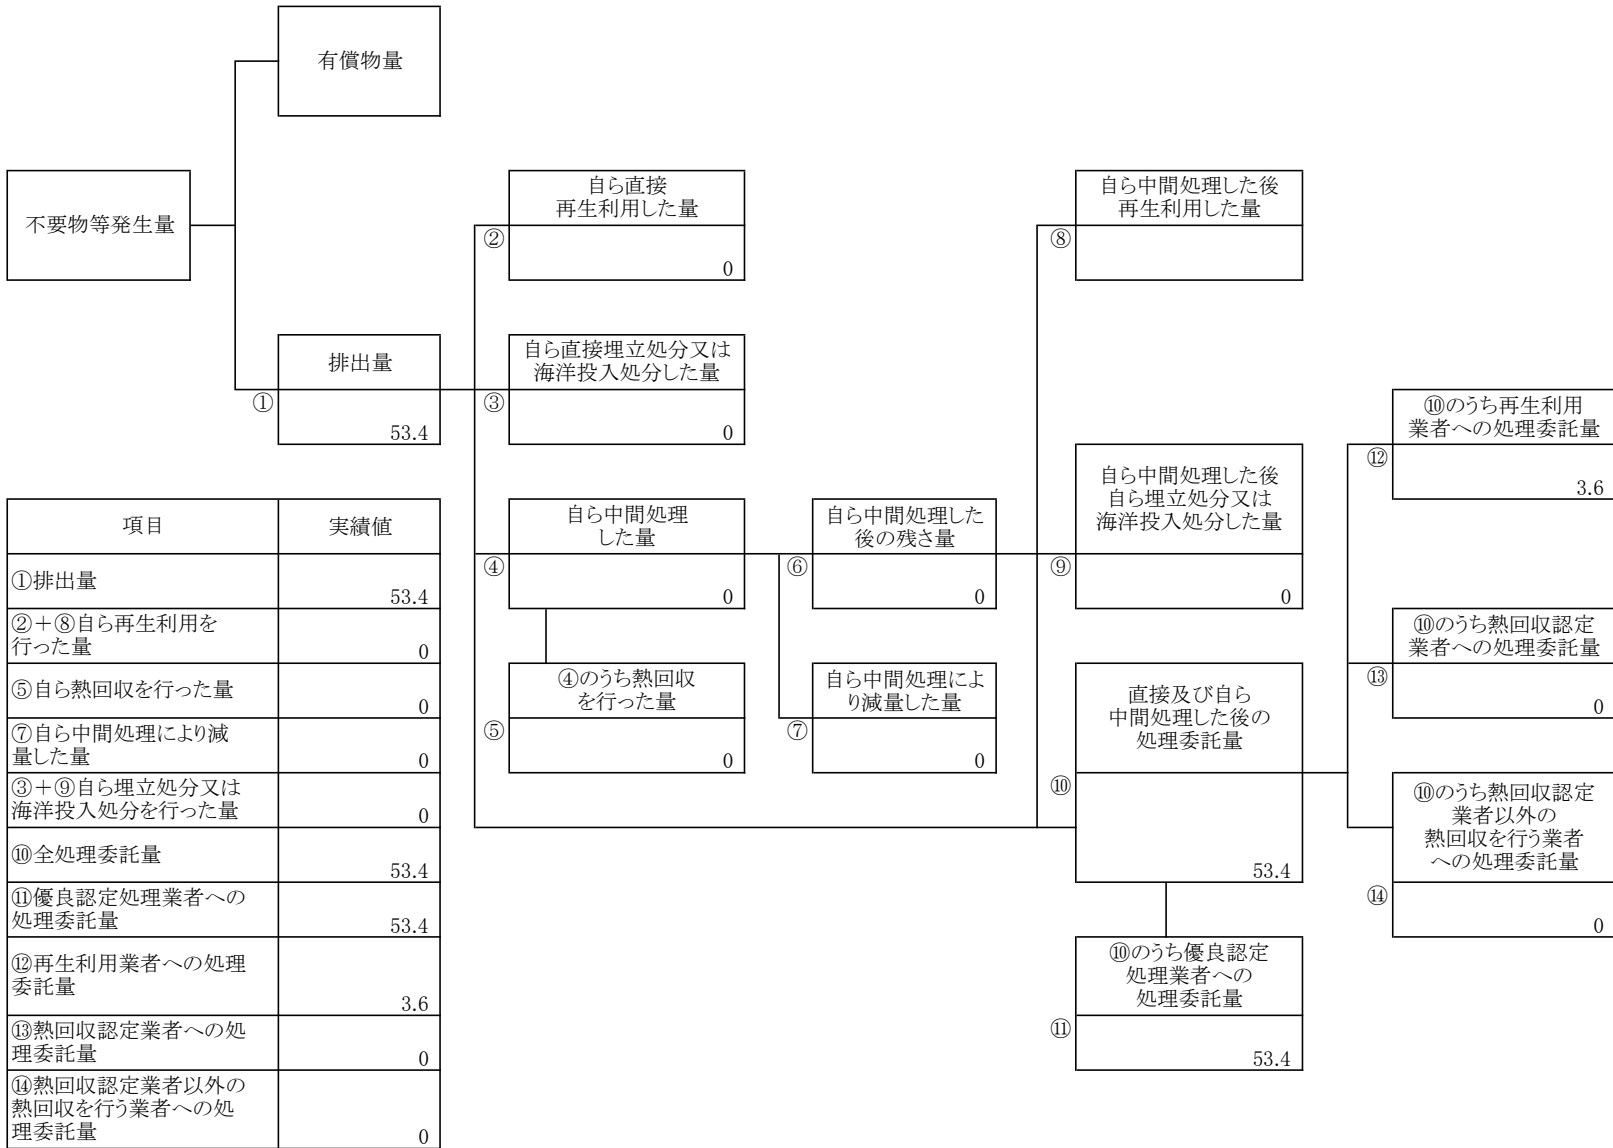 有償物量
不要物等発生量
自ら直接
再生利用した量
②
0
自ら中間処理した後
再生利用した量
⑧
排出量
①
53.4
自ら直接埋立処分又は
海洋投入処分した量
③
0
⑩のうち再生利用
業者への処理委託量
⑫
3.6
自ら中間処理
した量
④
0
自ら中間処理した
後の残さ量
⑥
0
自ら中間処理した後
自ら埋立処分又は
海洋投入処分した量
⑨
0
⑩のうち熱回収認定
業者への処理委託量
⑬
0
④のうち熱回収
を行った量
⑤
0
自ら中間処理によ
り減量した量
⑦
0
直接及び自ら
中間処理した後の
処理委託量
⑩
53.4
⑩のうち熱回収認定
業者以外の
熱回収を行う業者
への処理委託量
⑭
0
⑩のうち優良認定
処理業者への
処理委託量
⑪
53.4
項目 実績値
①排出量
53.4
②+⑧自ら再生利用を
行った量
0
⑤自ら熱回収を行った量
0
⑦自ら中間処理により減
量した量
0
③+⑨自ら埋立処分又は
海洋投入処分を行った量
0
⑩全処理委託量
53.4
⑪優良認定処理業者への
処理委託量
53.4
⑫再生利用業者への処理
委託量
3.6
⑬熱回収認定業者への処
理委託量
0
⑭熱回収認定業者以外の
熱回収を行う業者への処
理委託量
0